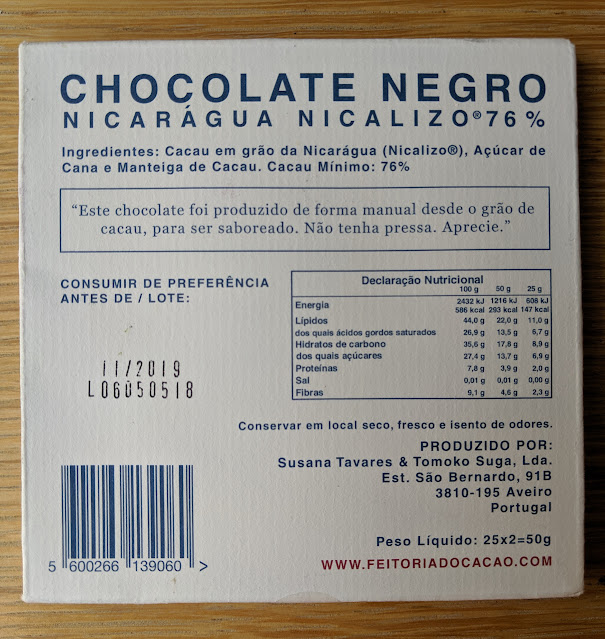 CHOCOLATE NEGRO
NICARÁGUA NICALIZO®76%
Ingredientes: Cacau em grão da Nicarágua (Nicalizo®), Açúcar de
Cana e Manteiga de Cacau. Cacau Mínimo: 76%
“Este chocolate foi produzido de forma manual desde o grão de
cacau, para ser saboreado. Não tenha pressa. Aprecie.”
CONSUMIR DE PREFERÊNCIA
ANTES DE / LOTE:
11/2019
L06050518
Declaração Nutricional
100 g 50 g 25 g
Energia 2432 kJ 1216 kJ 608 kJ
586 kcal 293 kcal 147 kcal
Lípidos 44,0 g 22,0 g 11,0 g
dos quais ácidos gordos saturados 26,9 g 13,5 g 6,7 g
Hidratos de carbono 35,6 g 17,8 g 8,9 g
dos quais açúcares 27,4 g 13,7 g 6,9 g
Proteínas 7,8 g 3,9 g 2,0 g
Sal 0,01 g 0,01 g 0,00 g
Fibras 9,1 g 4,6 g 2,3 g
Conservar em local seco, fresco e isento de odores.
PRODUZIDO POR:
Susana Tavares & Tomoko Suga, Lda.
Est. São Bernardo, 91B
3810-195 Aveiro
Portugal
Peso Líquido: 25x2=50g
WWW.FEITORIADOCACAO.COM
5 600266 139060 >